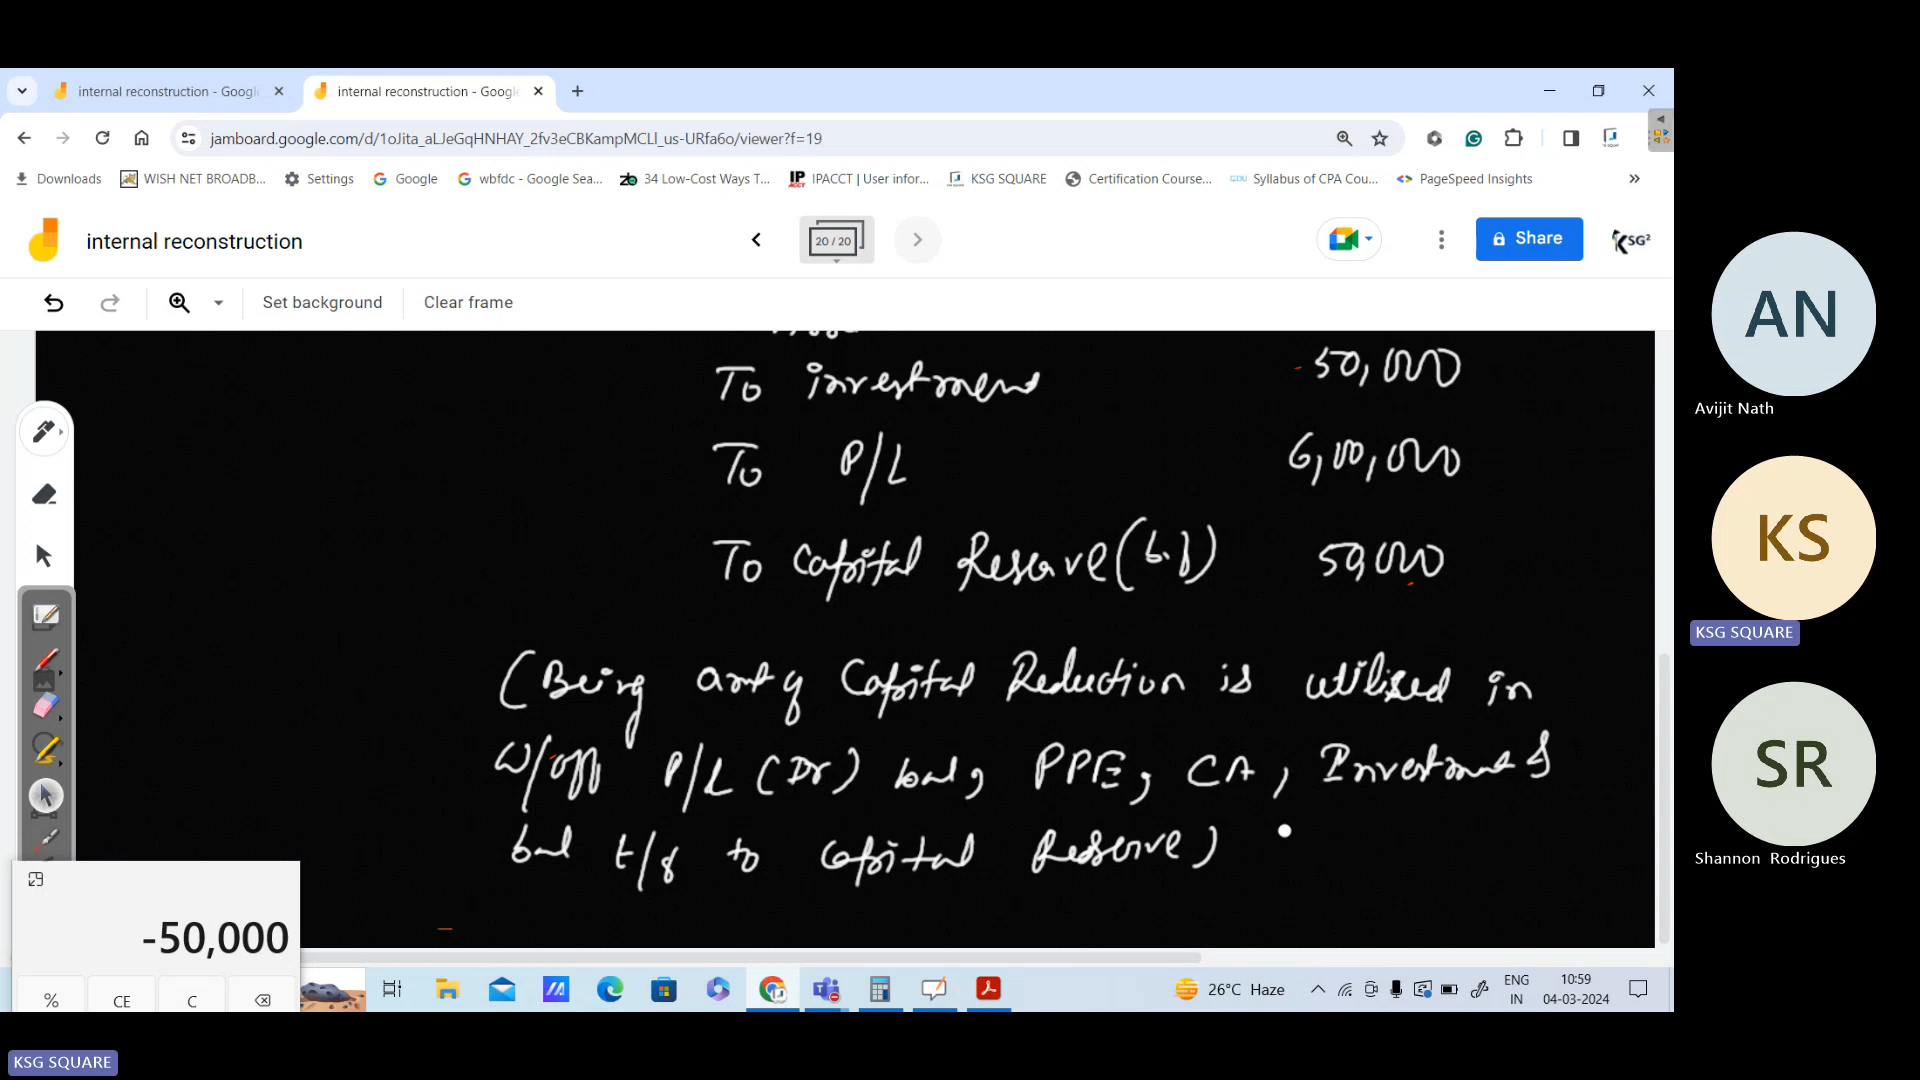 internal reconstruction - Googl
internal reconstruction - Google
jamboard.google.com/d/1oJita_aLJeGqHNHAY_2fv3eCBKampMCLl_us-URfa6o/viewer?f=19
Downloads
WISH NET BROADB...
Settings
Google
wbfdc - Google Sea...
34 Low-Cost Ways T...
IPACCT | User infor...
KSG SQUARE
Certification Course...
Syllabus of CPA Cou...
PageSpeed Insights
internal reconstruction
20 / 20
Share
KSG²
Set background
Clear frame
To investment 50,000
To P/L 6,00,000
To Capital Reserve (b.f) 50,000
(Being amt of Capital Reduction is utilised in
w/off P/L (Dr) bal, PPE, CA, Investment &
bal t/f to Capital Reserve)
-50,000
% CE C
26°C Haze
ENG
IN
10:59
04-03-2024
AN
Avijit Nath
KS
KSG SQUARE
SR
Shannon Rodrigues
KSG SQUARE